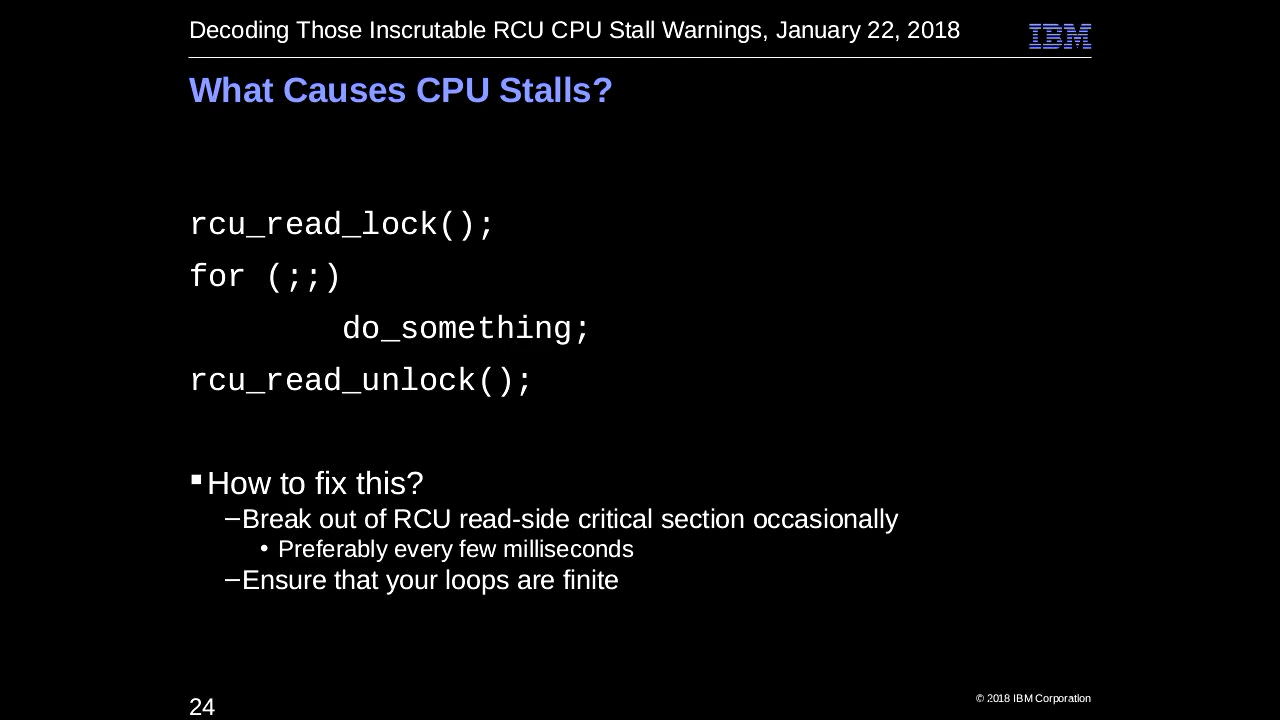 Decoding Those Inscrutable RCU CPU Stall Warnings, January 22, 2018
IBM
What Causes CPU Stalls?
rcu_read_lock();
for (;;)
        do_something;
rcu_read_unlock();
▪How to fix this?
–Break out of RCU read-side critical section occasionally
• Preferably every few milliseconds
–Ensure that your loops are finite
24
© 2018 IBM Corporation